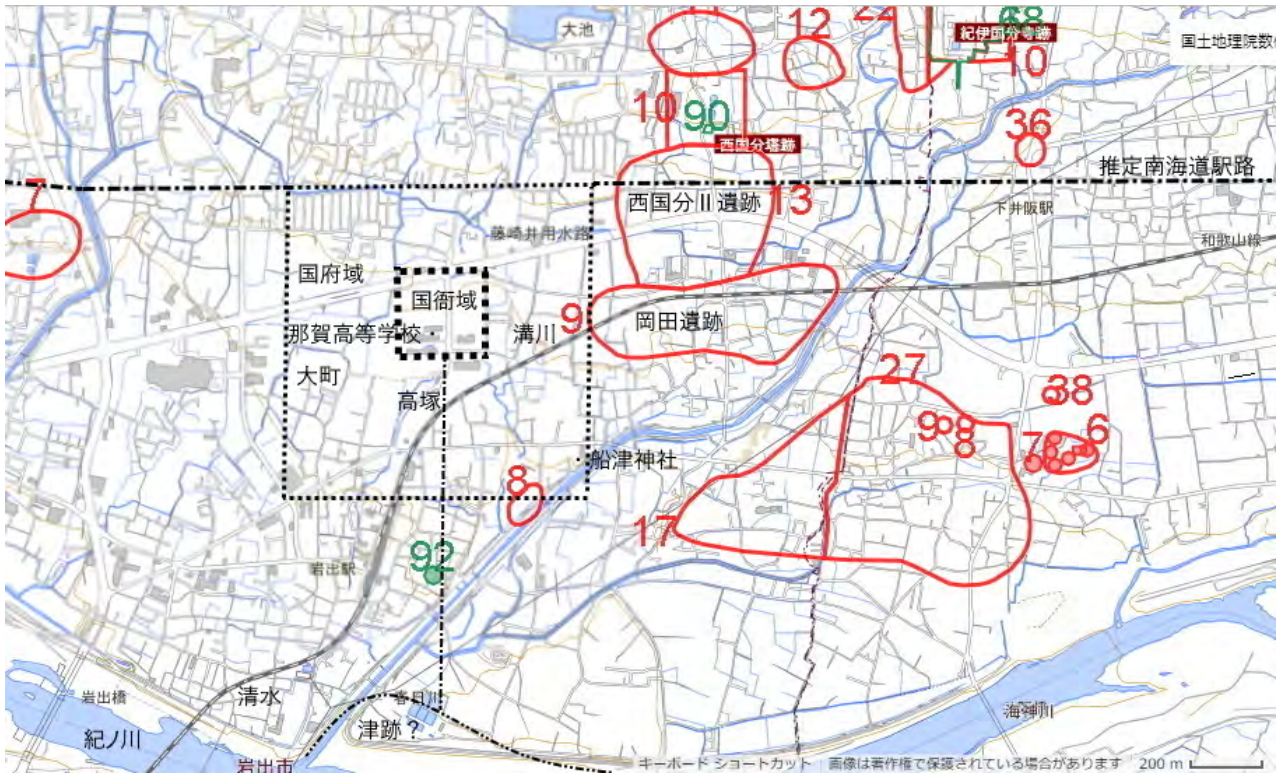 大池
12
紀伊国分寺跡
68
10
国土地理院数
10
90
西国分塔跡
36
推定南海道駅路
7
西国分Ⅱ遺跡
13
下井阪駅
藤崎井用水路
和歌山線
国府域
国衙域
9
岡田遺跡
那賀高等学校
溝川
大町
高塚
27
38
9
8
7
6
船津神社
8
17
92
岩出駅
岩出橋
清水
春日川
津跡?
海神川
紀ノ川
岩出市
キーボード ショートカット
画像は著作権で保護されている場合があります
200 m